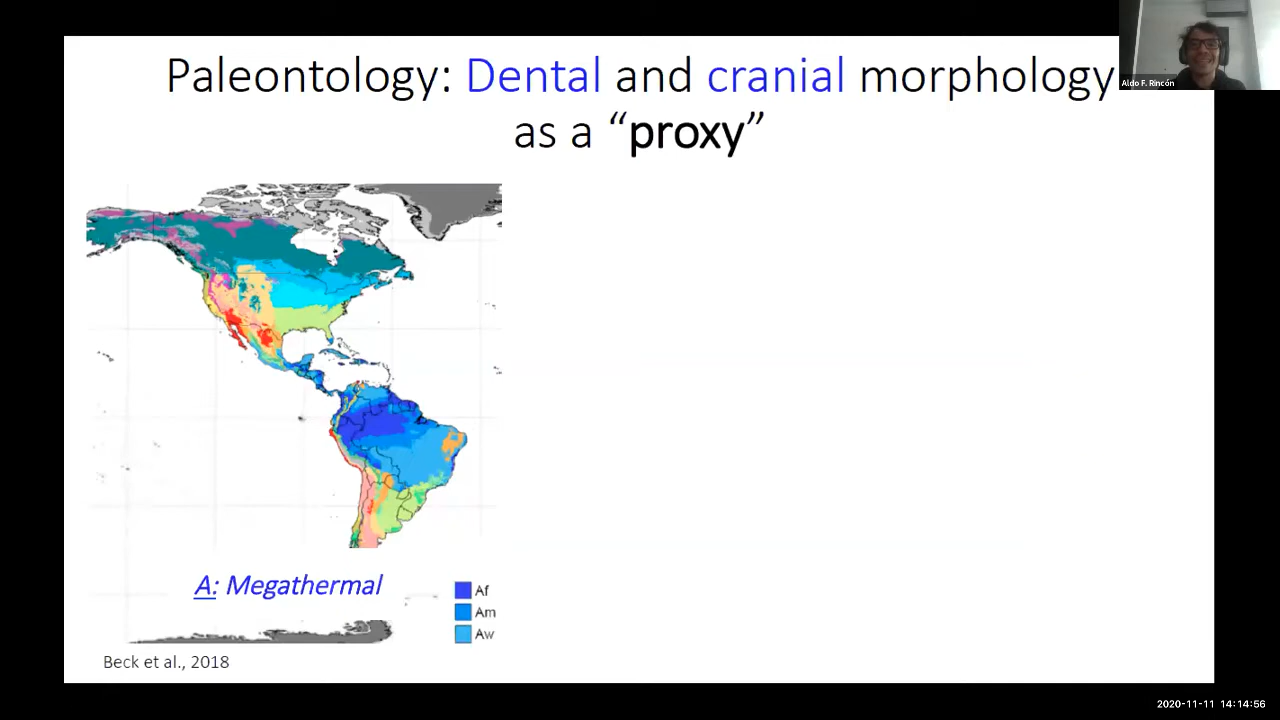 Paleontology: Dental and cranial morphology
as a “proxy”
Aldo F. Rincón
A: Megathermal
Af
Am
Aw
Beck et al., 2018
2020-11-11 14:14:56